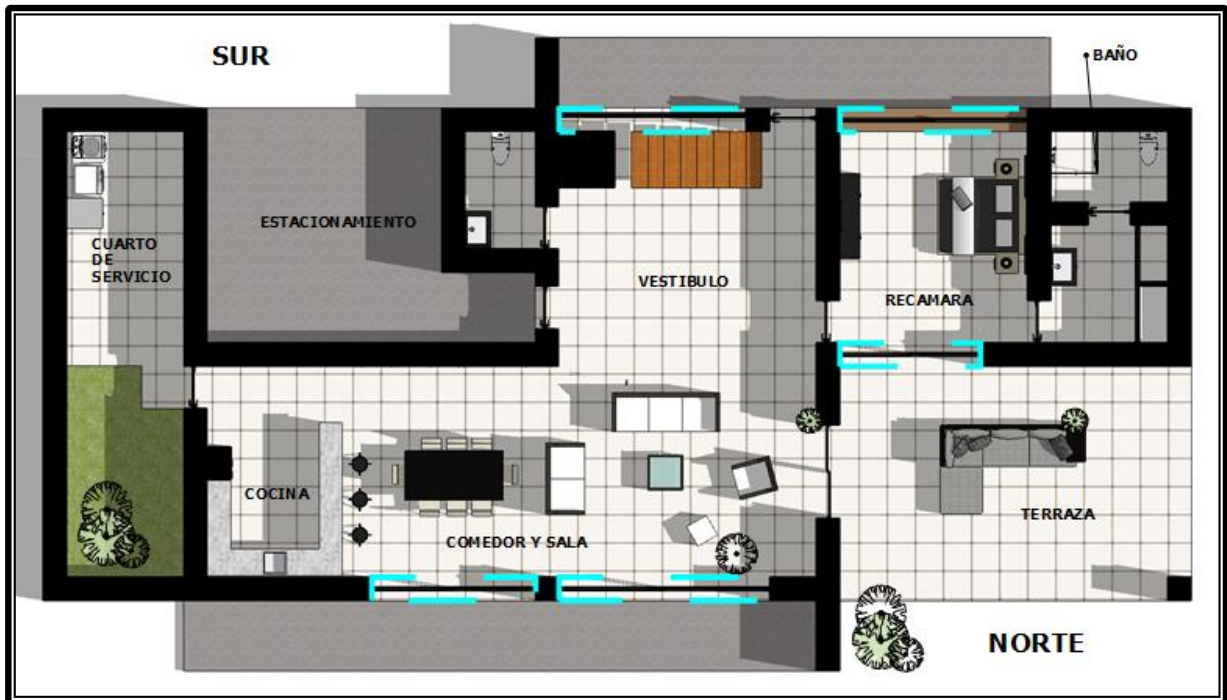 SUR
BAÑO
ESTACIONAMIENTO
CUARTO
DE
SERVICIO
VESTIBULO
RECAMARA
COCINA
COMEDOR Y SALA
TERRAZA
NORTE